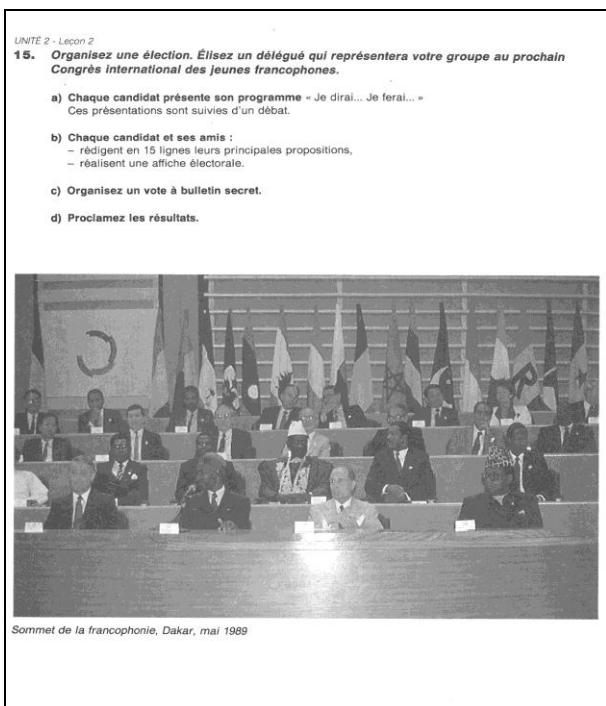 UNITÉ 2 - Leçon 2
15. Organisez une élection. Élisez un délégué qui représentera votre groupe au prochain
Congrès international des jeunes francophones.
a) Chaque candidat présente son programme « Je dirai... Je ferai... »
Ces présentations sont suivies d'un débat.
b) Chaque candidat et ses amis :
– rédigent en 15 lignes leurs principales propositions,
– réalisent une affiche électorale.
c) Organisez un vote à bulletin secret.
d) Proclamez les résultats.
Sommet de la francophonie, Dakar, mai 1989